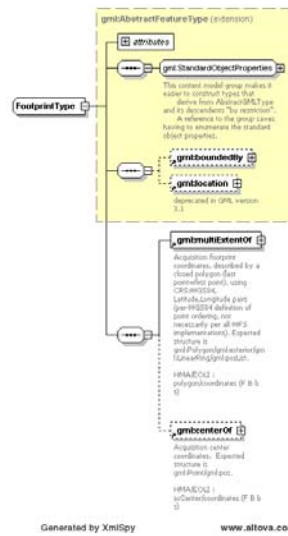 gml:AbstractFeatureType (extension)
attributes
gml:StandardObjectProperties
This content model group makes it
easier to construct types that
derive from AbstractGMLType
and its descendents "by restriction".
A reference to the group saves
having to enumerate the standard
object properties.
FootprintType
gml:boundedBy
gml:location
deprecated in GML version
3.1
gml:multiExtentOf
Acquisition footprint
coordinates, described by a
closed polygon (last
point=first point), using
CRS:WGS84,
Latitude,Longitude pairs
(per-WGS84 definition of
point ordering, not
necessarily per all WFS
implementations). Expected
structure is
gml:Polygon/gml:exterior/gm
l:LinearRing/gml:posList.
HMA/EOLI :
polygon/coordinates (F B b
s)
gml:centerOf
Acquisition center
coordinates. Expected
structure is
gml:Point/gml:pos.
HMA/EOLI :
scCenter/coordinates (F B b
s)
Generated by XmlSpy
www.altova.co